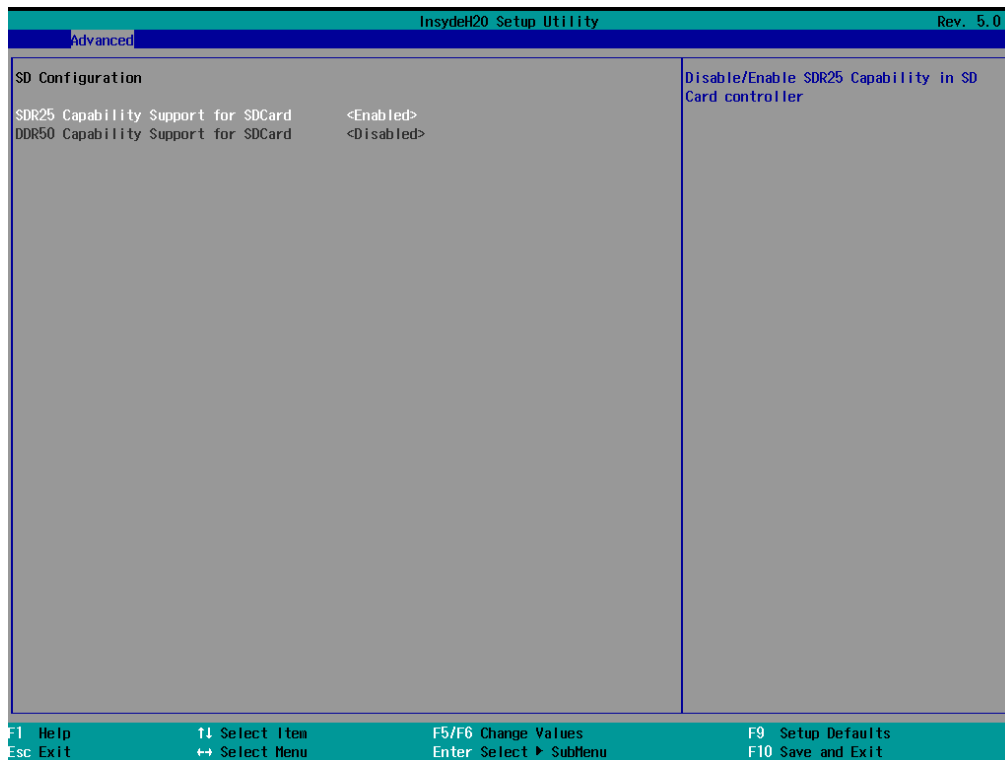 InsydeH20 Setup Utility Rev. 5.0
Advanced
SD Configuration
SDR25 Capability Support for SDCard <Enabled>
DDR50 Capability Support for SDCard <Disabled>
Disable/Enable SDR25 Capability in SD
Card controller
F1 Help ↑↓ Select Item F5/F6 Change Values F9 Setup Defaults
Esc Exit ↔ Select Menu Enter Select ▶ SubMenu F10 Save and Exit